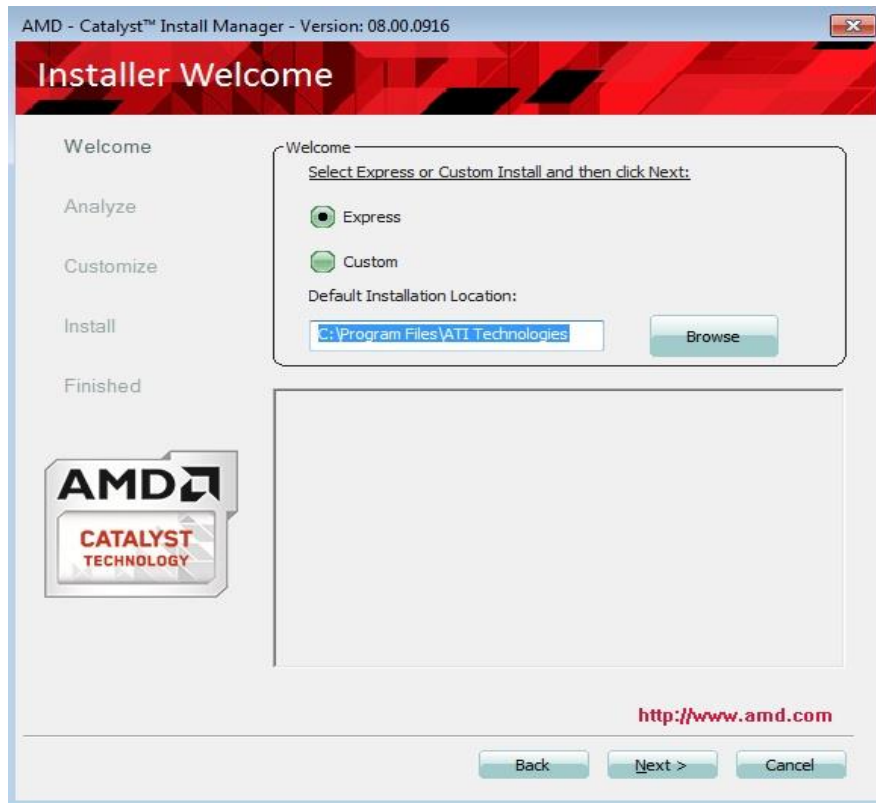 AMD - Catalyst™ Install Manager - Version: 08.00.0916
Installer Welcome
Welcome
Analyze
Customize
Install
Finished
Welcome
Select Express or Custom Install and then click Next:
Express
Custom
Default Installation Location:
C:\Program Files\ATI Technologies
Browse
AMD
CATALYST
TECHNOLOGY
http://www.amd.com
Back
Next >
Cancel